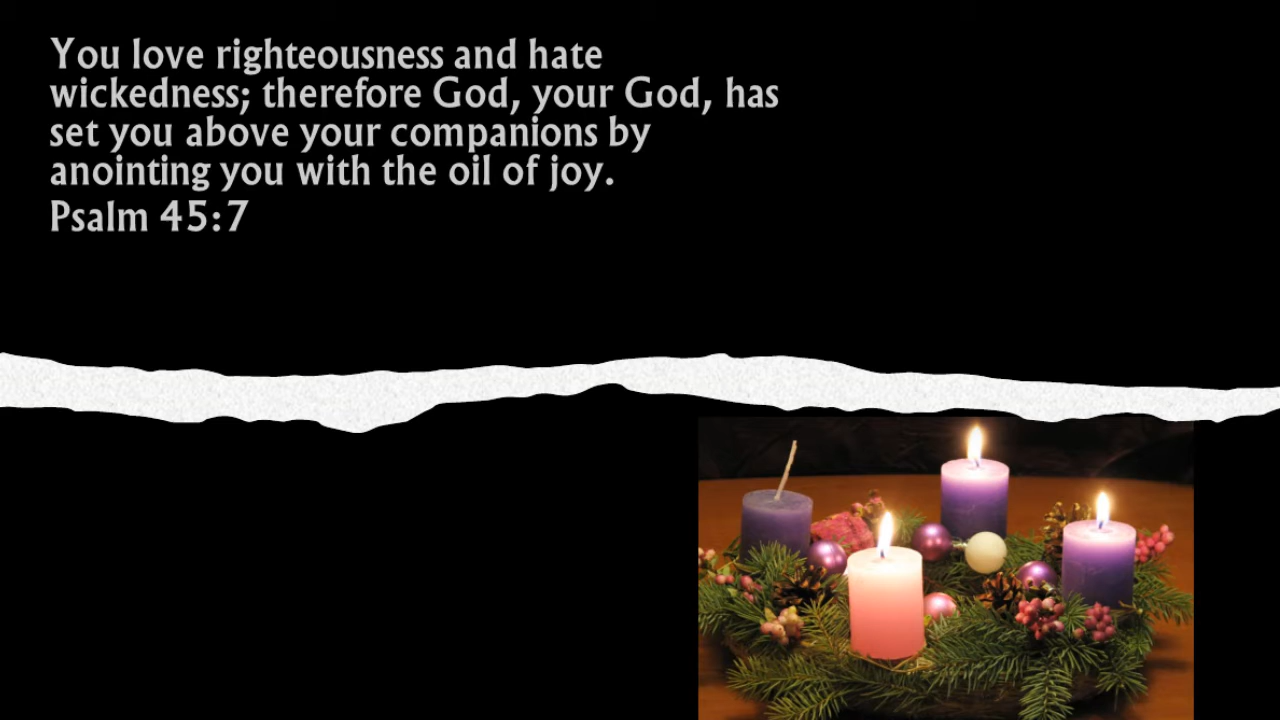 You love righteousness and hate
wickedness; therefore God, your God, has
set you above your companions by
anointing you with the oil of joy.
Psalm 45:7